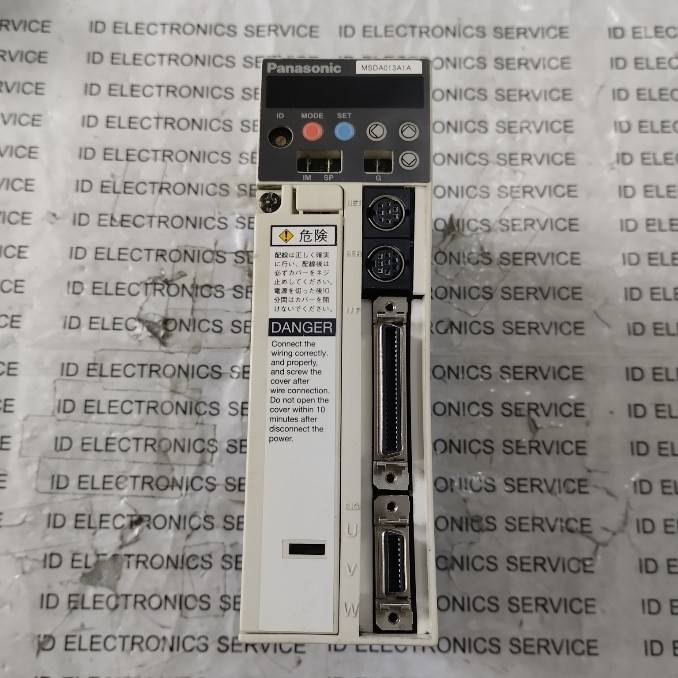 Panasonic
MSDA013A1A
ID MODE SET
IM SP G
危険
配線は正しく確実
に行い、配線後は
必ずカバーをネジ
止めしてください。
電源を切った後10
分間はカバーを開
けないでください。
DANGER
Connect the
wiring correctly.
and properly,
and screw the
cover after
wire connection.
Do not open the
cover within 10
minutes after
disconnect the
power.
U
V
W
ID ELECTRONICS SERVICE